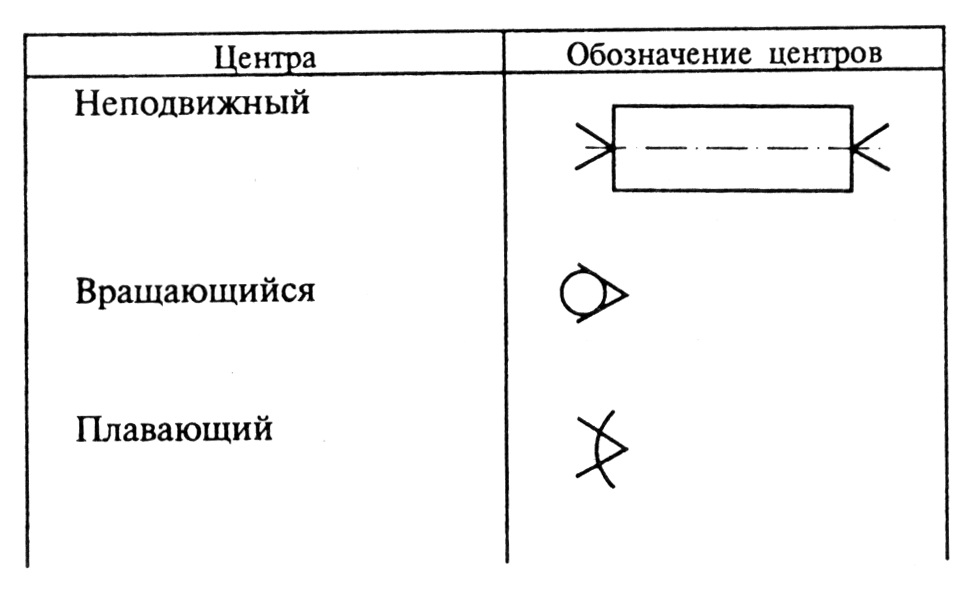 Центра
Обозначение центров
Неподвижный
Вращающийся
Плавающий